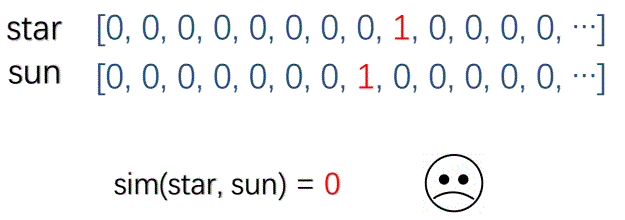 star [0, 0, 0, 0, 0, 0, 0, 0, 1, 0, 0, 0, 0, ···]
sun [0, 0, 0, 0, 0, 0, 0, 1, 0, 0, 0, 0, 0, ···]
sim(star, sun) = 0